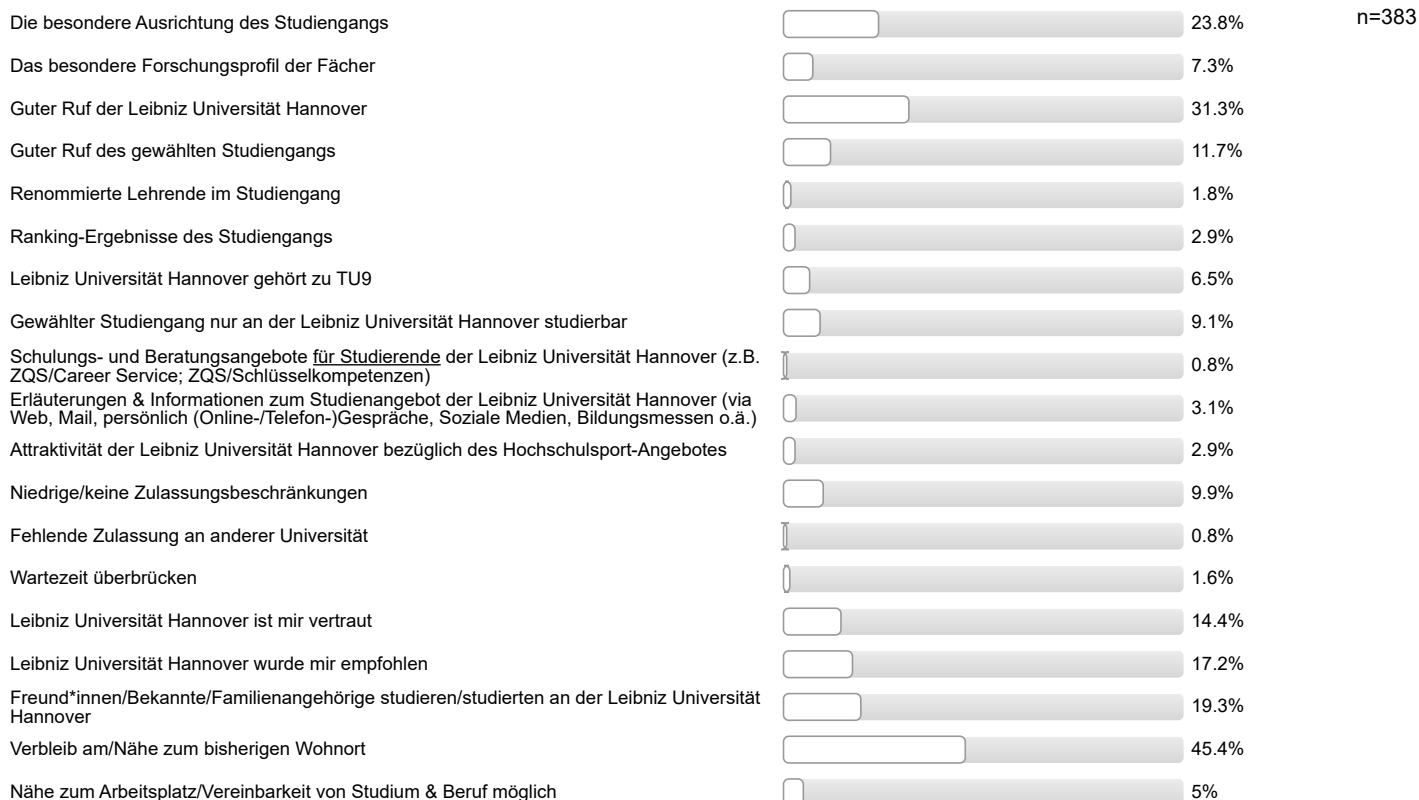 Die besondere Ausrichtung des Studiengangs 23.8% n=383
Das besondere Forschungsprofil der Fächer 7.3%
Guter Ruf der Leibniz Universität Hannover 31.3%
Guter Ruf des gewählten Studiengangs 11.7%
Renommierte Lehrende im Studiengang 1.8%
Ranking-Ergebnisse des Studiengangs 2.9%
Leibniz Universität Hannover gehört zu TU9 6.5%
Gewählter Studiengang nur an der Leibniz Universität Hannover studierbar 9.1%
Schulungs- und Beratungsangebote für Studierende der Leibniz Universität Hannover (z.B.
ZQS/Career Service; ZQS/Schlüsselkompetenzen) 0.8%
Erläuterungen & Informationen zum Studienangebot der Leibniz Universität Hannover (via
Web, Mail, persönlich (Online-/Telefon-)Gespräche, Soziale Medien, Bildungsmessen o.ä.) 3.1%
Attraktivität der Leibniz Universität Hannover bezüglich des Hochschulsport-Angebotes 2.9%
Niedrige/keine Zulassungsbeschränkungen 9.9%
Fehlende Zulassung an anderer Universität 0.8%
Wartezeit überbrücken 1.6%
Leibniz Universität Hannover ist mir vertraut 14.4%
Leibniz Universität Hannover wurde mir empfohlen 17.2%
Freund*innen/Bekannte/Familienangehörige studieren/studierten an der Leibniz Universität
Hannover 19.3%
Verbleib am/Nähe zum bisherigen Wohnort 45.4%
Nähe zum Arbeitsplatz/Vereinbarkeit von Studium & Beruf möglich 5%